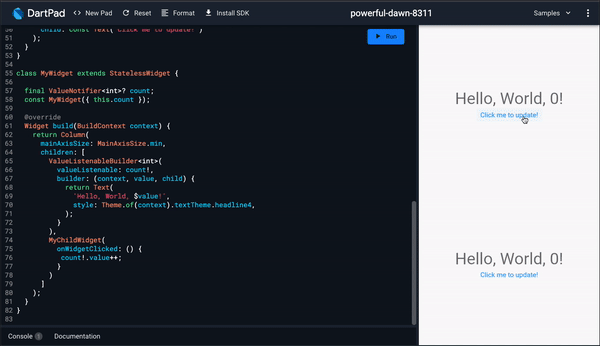 DartPad
<> New Pad
Reset
Format
Install SDK
powerful-dawn-8311
Samples
Run
50 child: const Text('Click me to update!')
51 );
52 }
53 }
54
55 class MyWidget extends StatelessWidget {
56
57 final ValueNotifier<int>? count;
58 const MyWidget({ this.count });
59
60 @override
61 Widget build(BuildContext context) {
62 return Column(
63 mainAxisSize: MainAxisSize.min,
64 children: [
65 ValueListenableBuilder<int>(
66 valueListenable: count!,
67 builder: (context, value, child) {
68 return Text(
69 'Hello, World, $value!',
70 style: Theme.of(context).textTheme.headline4,
71 );
72 }
73 ),
74 MyChildWidget(
75 onWidgetClicked: () {
76 count!.value++;
77 }
78 )
79 ]
80 );
81 }
82 }
83
Hello, World, 0!
Click me to update!
Hello, World, 0!
Click me to update!
Console 1
Documentation